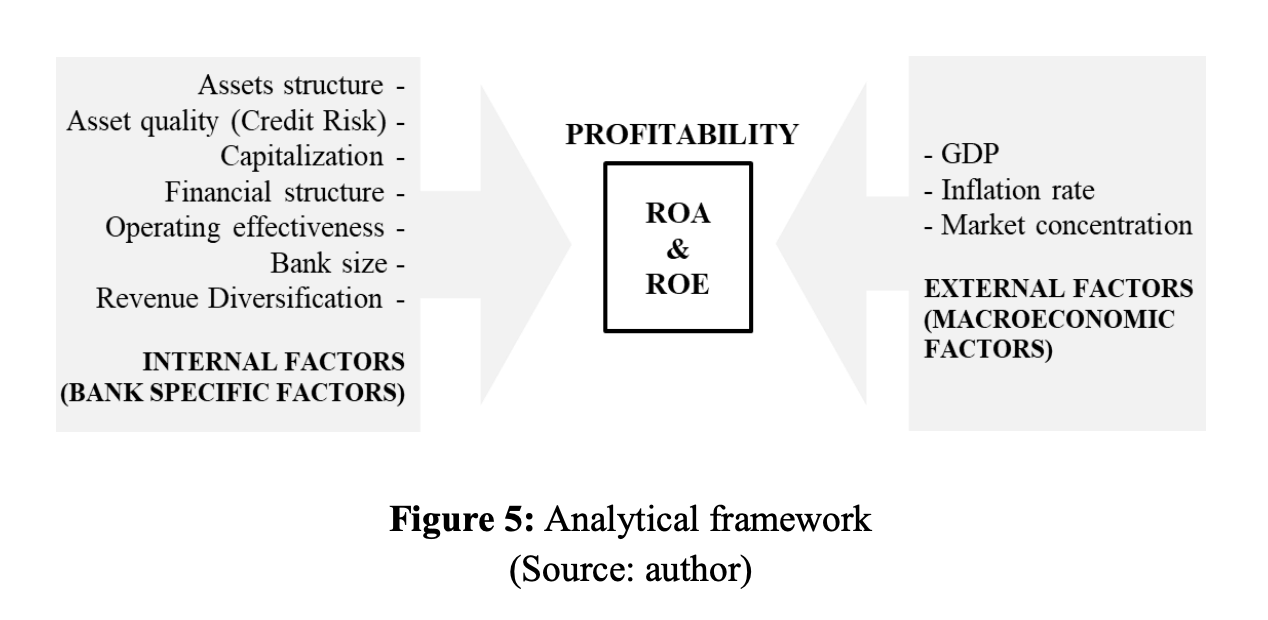 Assets structure -
Asset quality (Credit Risk) -
Capitalization -
Financial structure -
Operating effectiveness -
Bank size -
Revenue Diversification -
INTERNAL FACTORS
(BANK SPECIFIC FACTORS)
PROFITABILITY
ROA
&
ROE
- GDP
- Inflation rate
- Market concentration
EXTERNAL FACTORS
(MACROECONOMIC
FACTORS)
Figure 5: Analytical framework
(Source: author)